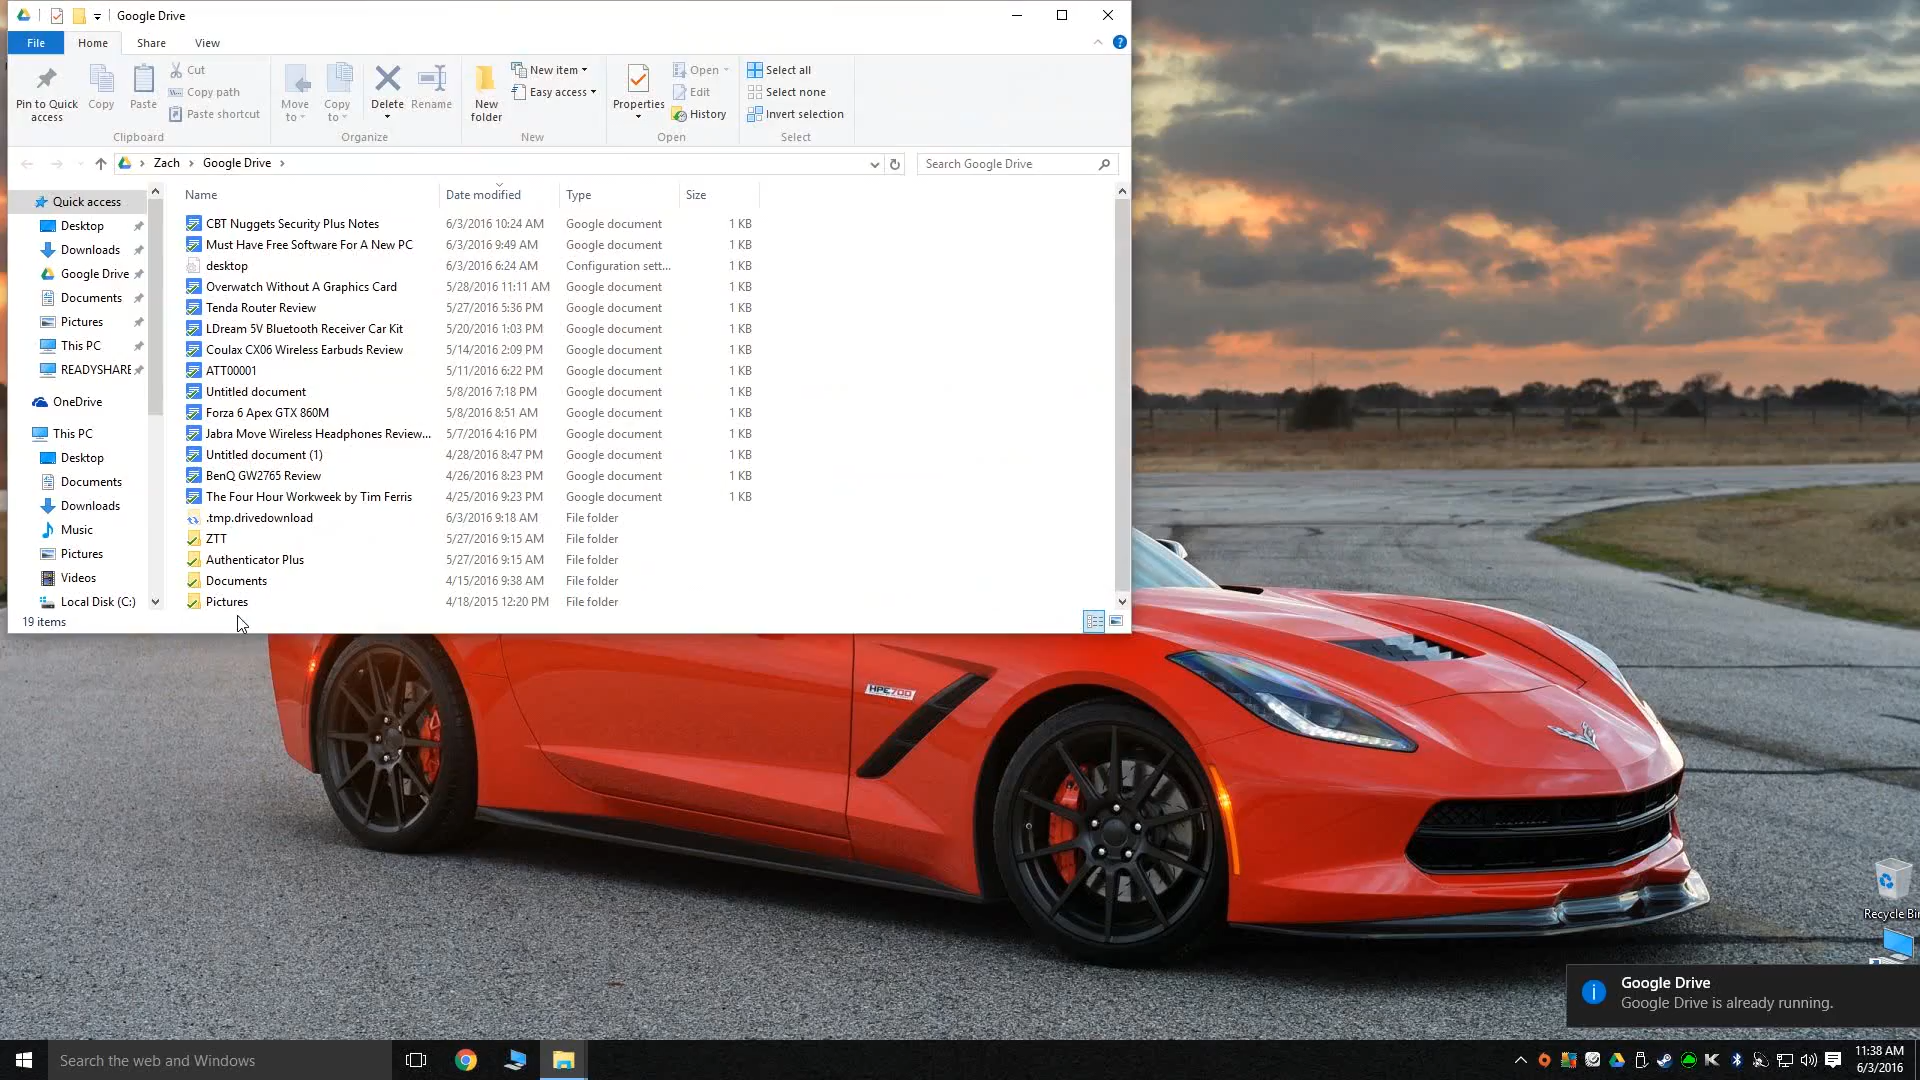 Google Drive
File Home Share View
Pin to Quick access
Copy
Paste
Cut
Copy path
Paste shortcut
Clipboard
Move to
Copy to
Delete
Rename
Organize
New folder
New item
Easy access
New
Properties
Open
Edit
History
Open
Select all
Select none
Invert selection
Select
Zach Google Drive
Search Google Drive
Quick access
Desktop
Downloads
Google Drive
Documents
Pictures
This PC
READYSHARE
OneDrive
This PC
Desktop
Documents
Downloads
Music
Pictures
Videos
Local Disk (C:)
Name Date modified Type Size
CBT Nuggets Security Plus Notes 6/3/2016 10:24 AM Google document 1 KB
Must Have Free Software For A New PC 6/3/2016 9:49 AM Google document 1 KB
desktop 6/3/2016 6:24 AM Configuration sett... 1 KB
Overwatch Without A Graphics Card 5/28/2016 11:11 AM Google document 1 KB
Tenda Router Review 5/27/2016 5:36 PM Google document 1 KB
LDream 5V Bluetooth Receiver Car Kit 5/20/2016 1:03 PM Google document 1 KB
Coulax CX06 Wireless Earbuds Review 5/14/2016 2:09 PM Google document 1 KB
ATT00001 5/11/2016 6:22 PM Google document 1 KB
Untitled document 5/8/2016 7:18 PM Google document 1 KB
Forza 6 Apex GTX 860M 5/8/2016 8:51 AM Google document 1 KB
Jabra Move Wireless Headphones Review... 5/7/2016 4:16 PM Google document 1 KB
Untitled document (1) 4/28/2016 8:47 PM Google document 1 KB
BenQ GW2765 Review 4/26/2016 8:23 PM Google document 1 KB
The Four Hour Workweek by Tim Ferris 4/25/2016 9:23 PM Google document 1 KB
.tmp.drivedownload 6/3/2016 9:18 AM File folder
ZTT 5/27/2016 9:15 AM File folder
Authenticator Plus 5/27/2016 9:15 AM File folder
Documents 4/15/2016 9:38 AM File folder
Pictures 4/18/2015 12:20 PM File folder
19 items
HPE700
Recycle Bin
Google Drive
Google Drive is already running.
Search the web and Windows
11:38 AM
6/3/2016